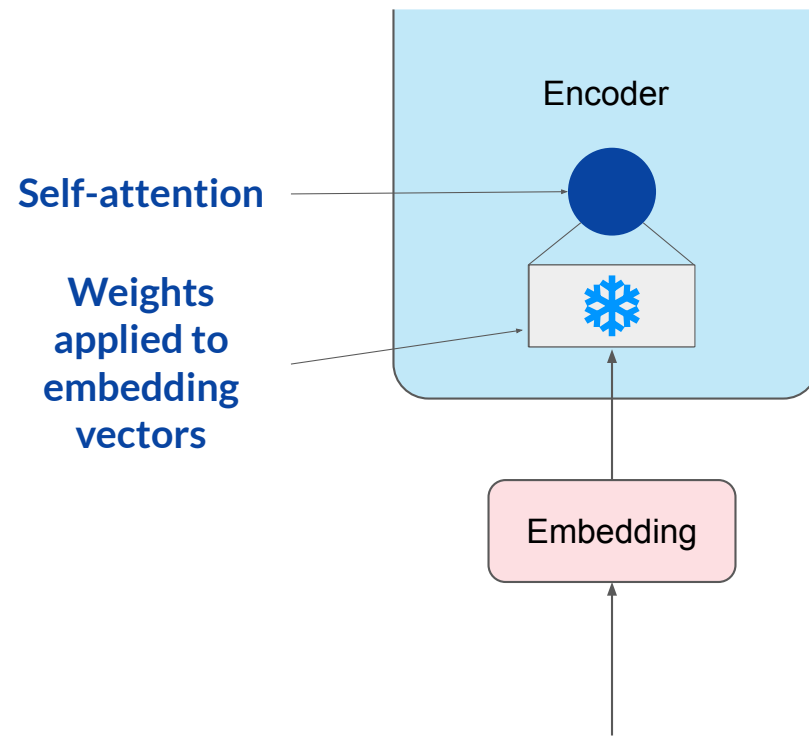 Encoder
Self-attention
Weights
applied to
embedding
vectors
Embedding